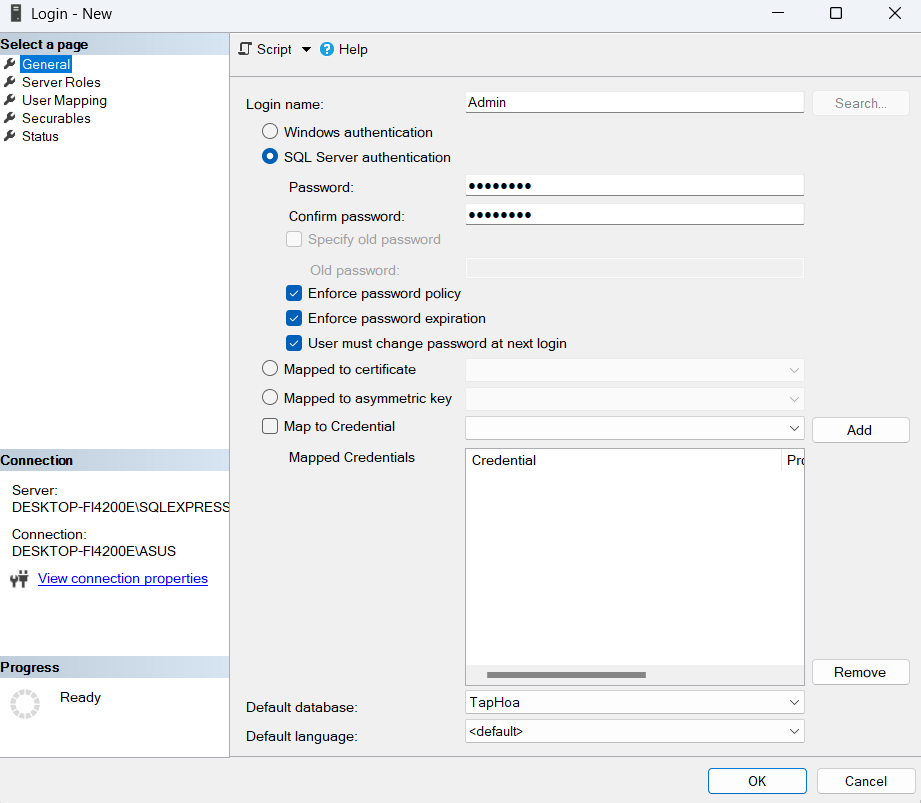 Login - New
Select a page
General
Server Roles
User Mapping
Securables
Status
Connection
Server:
DESKTOP-FI4200E\SQLEXPRESS
Connection:
DESKTOP-FI4200E\ASUS
View connection properties
Progress
Ready
Script Help
Login name: Admin Search...
Windows authentication
SQL Server authentication
Password: ●●●●●●●●
Confirm password: ●●●●●●●●
Specify old password
Old password:
Enforce password policy
Enforce password expiration
User must change password at next login
Mapped to certificate
Mapped to asymmetric key
Map to Credential Add
Mapped Credentials Credential
Remove
Default database: TapHoa
Default language: <default>
OK Cancel